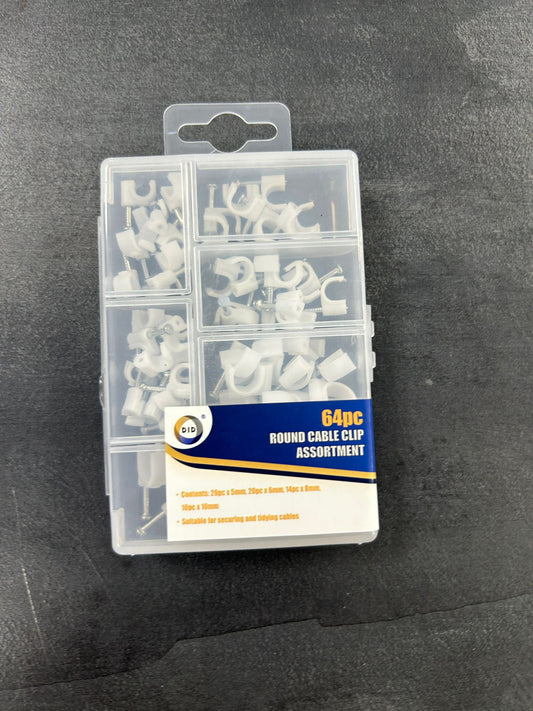 DID
®
64pc
ROUND CABLE CLIP
ASSORTMENT
• Contents: 20pc x 5mm, 20pc x 6mm, 14pc x 8mm,
10pc x 10mm
• Suitable for securing and tidying cables